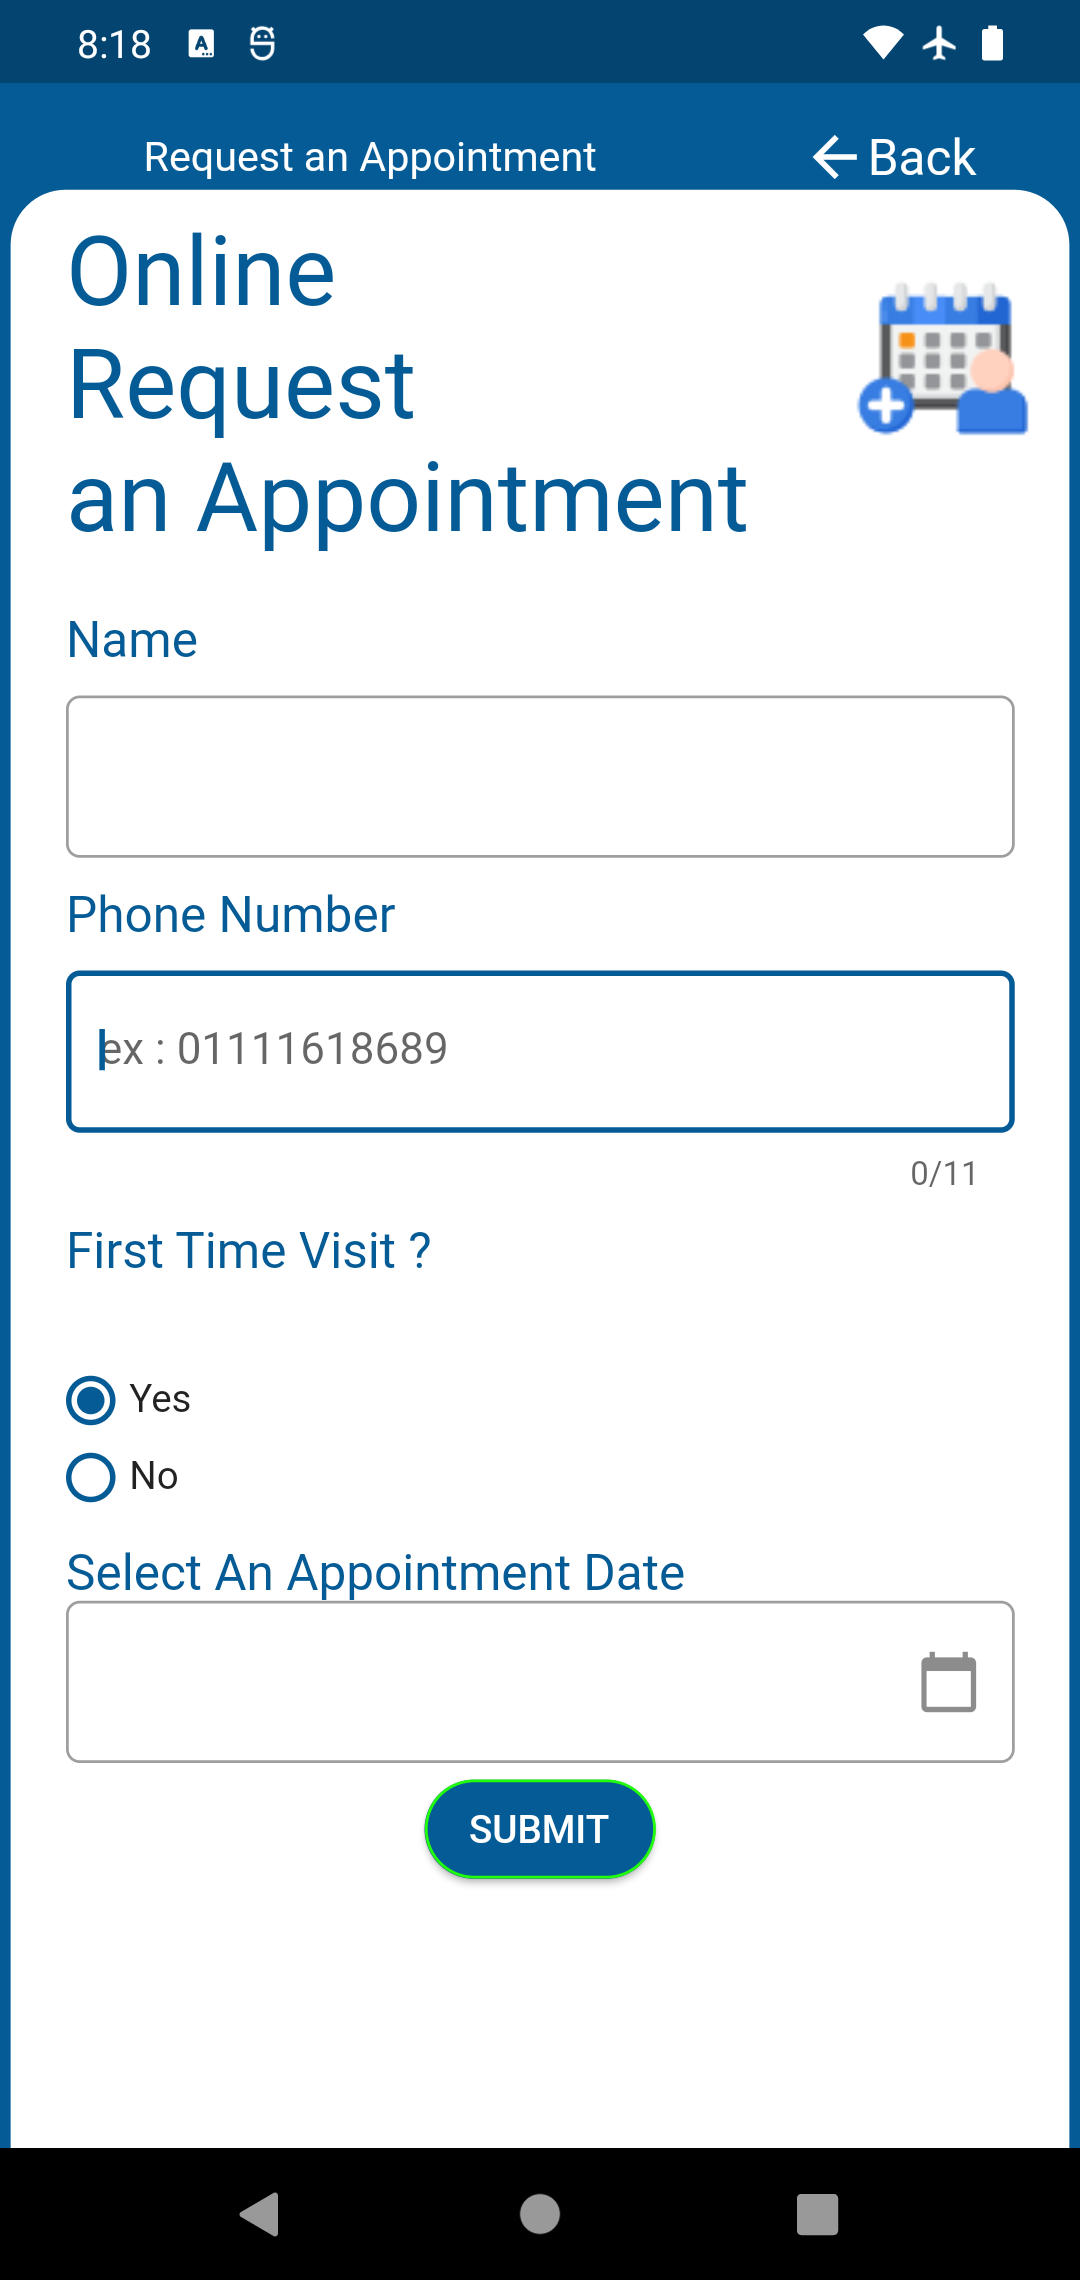 8:18
Request an Appointment
Back
Online
Request
an Appointment
Name
Phone Number
ex : 01111618689
0/11
First Time Visit ?
Yes
No
Select An Appointment Date
SUBMIT